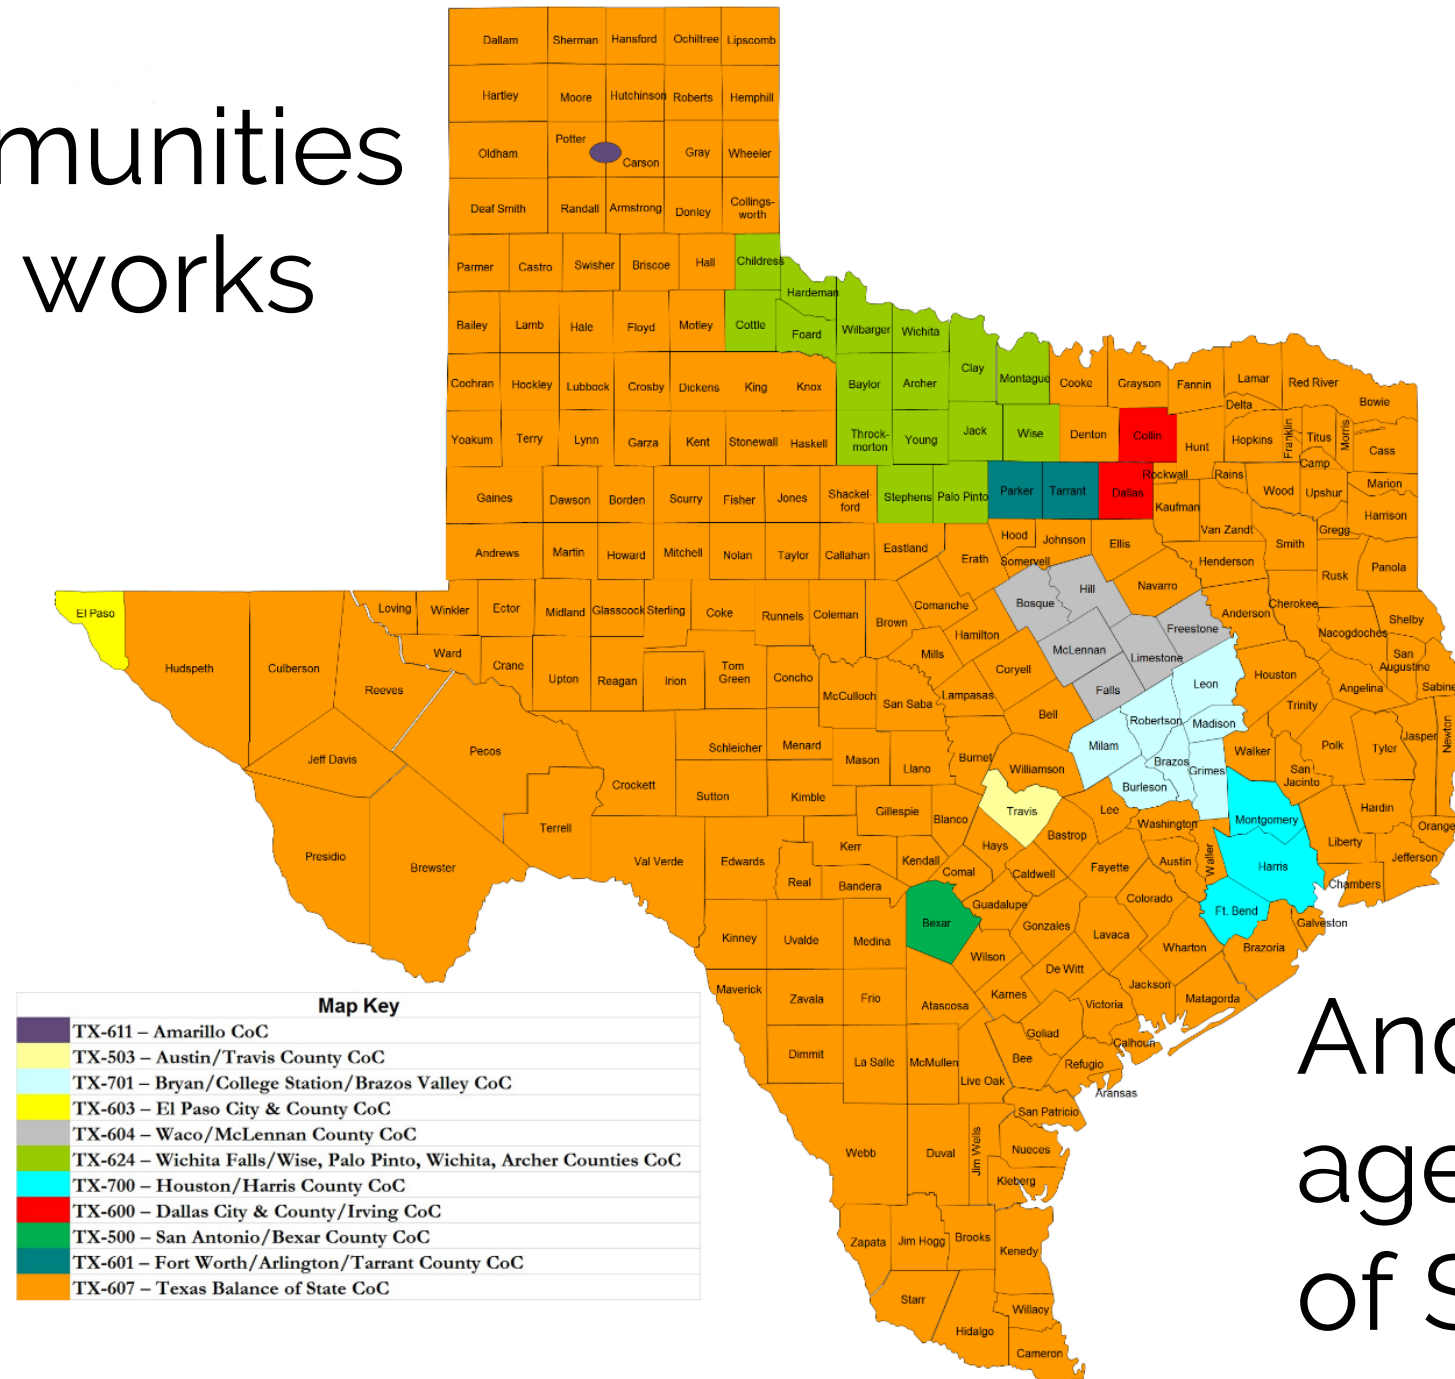 munities
works
Dallam Sherman Hansford Ochiltree Lipscomb
Hartley Moore Hutchinson Roberts Hemphill
Oldham Potter Carson Gray Wheeler
Deaf Smith Randall Armstrong Donley Collings-
worth
Parmer Castro Swisher Briscoe Hall Childress
Hardeman
Bailey Lamb Hale Floyd Motley Cottle Foard Wilbarger Wichita
Clay Montague
Cochran Hockley Lubbock Crosby Dickens King Knox Baylor Archer Cooke Grayson Fannin Lamar Red River
Delta Bowie
Yoakum Terry Lynn Garza Kent Stonewall Haskell Throck-
morton Young Jack Wise Denton Collin Hunt Hopkins Franklin Titus Morris Cass
Camp
Gaines Dawson Borden Scurry Fisher Jones Shackel-
ford Stephens Palo Pinto Parker Tarrant Dallas Rockwall Rains Wood Upshur Marion
Kaufman Van Zandt Gregg Harrison
Andrews Martin Howard Mitchell Nolan Taylor Callahan Eastland Erath Hood Johnson Ellis Smith
Somervell Henderson Rusk Panola
El Paso Loving Winkler Ector Midland Glasscock Sterling Coke Runnels Coleman Brown Comanche Bosque Hill Navarro Anderson Cherokee Shelby
Hamilton Freestone Nacogdoches
Hudspeth Culberson Reeves Ward Crane Upton Reagan Irion Tom
Green Concho McCulloch San Saba Mills Lampasas Coryell McLennan Limestone Falls Leon Houston Angelina San
Augustine Sabine
Bell Robertson Madison Trinity
Jeff Davis Pecos Crockett Schleicher Menard Mason Llano Burnet Williamson Milam Brazos Grimes Walker San
Jacinto Polk Tyler Jasper Newton
Sutton Kimble Gillespie Blanco Travis Burleson
Lee Washington Montgomery Hardin Orange
Presidio Brewster Terrell Val Verde Edwards Real Kerr Bandera Kendall Hays Comal Caldwell Bastrop Fayette Austin Waller Harris Liberty Jefferson
Chambers
Kinney Uvalde Medina Bexar Guadalupe Gonzales Colorado Lavaca Ft. Bend Galveston
Wilson Wharton Brazoria
Maverick Zavala Frio Atascosa Karnes De Witt Victoria Jackson Matagorda
Dimmit La Salle McMullen Live Oak Bee Goliad Refugio Calhoun
Aransas
San Patricio
Webb Duval Jim Wells Nueces
Kleberg
Zapata Jim Hogg Brooks Kenedy
Starr Hidalgo Willacy
Cameron
Map Key
TX-611 – Amarillo CoC
TX-503 – Austin/Travis County CoC
TX-701 – Bryan/College Station/Brazos Valley CoC
TX-603 – El Paso City & County CoC
TX-604 – Waco/McLennan County CoC
TX-624 – Wichita Falls/Wise, Palo Pinto, Wichita, Archer Counties CoC
TX-700 – Houston/Harris County CoC
TX-600 – Dallas City & County/Irving CoC
TX-500 – San Antonio/Bexar County CoC
TX-601 – Fort Worth/Arlington/Tarrant County CoC
TX-607 – Texas Balance of State CoC
And
age
of S